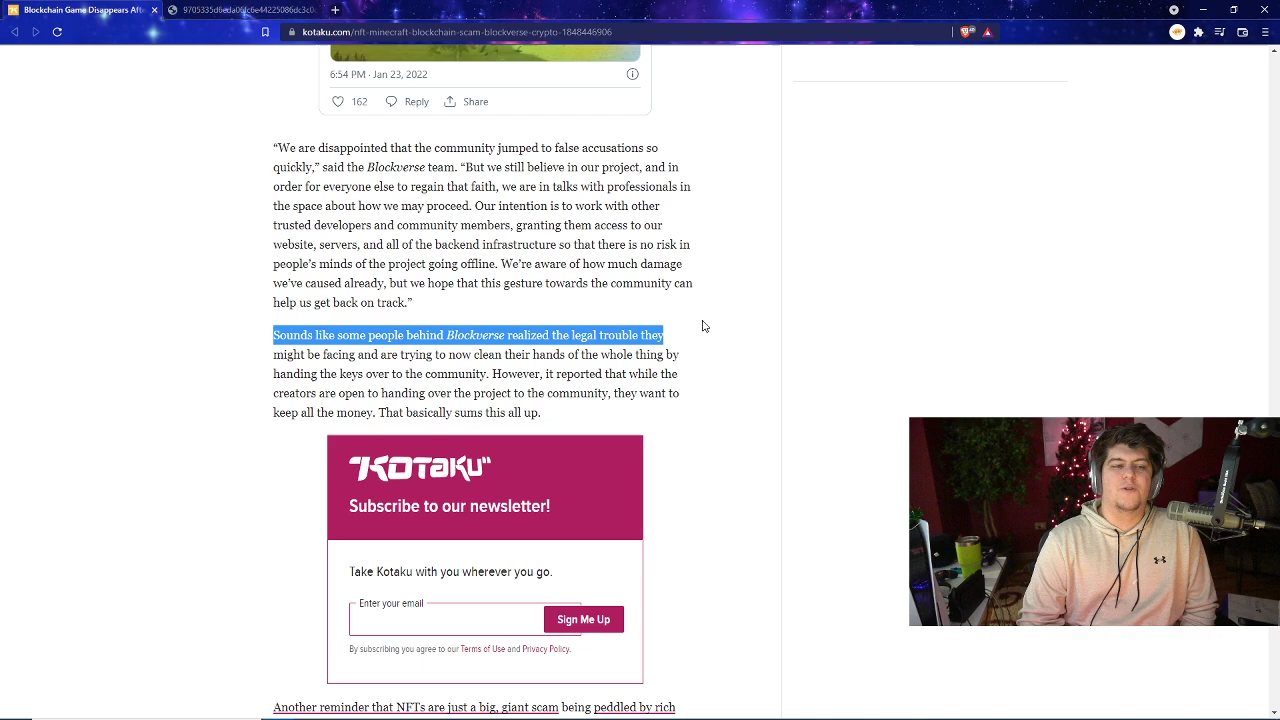 Blockchain Game Disappears Aft
9705335d6eda06fc6e44225086dc3c0
kotaku.com/nft-minecraft-blockchain-scam-blockverse-crypto-1848446906
6:54 PM · Jan 23, 2022
162 Reply Share
“We are disappointed that the community jumped to false accusations so
quickly,” said the Blockverse team. “But we still believe in our project, and in
order for everyone else to regain that faith, we are in talks with professionals in
the space about how we may proceed. Our intention is to work with other
trusted developers and community members, granting them access to our
website, servers, and all of the backend infrastructure so that there is no risk in
people’s minds of the project going offline. We’re aware of how much damage
we’ve caused already, but we hope that this gesture towards the community can
help us get back on track.”
Sounds like some people behind Blockverse realized the legal trouble they
might be facing and are trying to now clean their hands of the whole thing by
handing the keys over to the community. However, it reported that while the
creators are open to handing over the project to the community, they want to
keep all the money. That basically sums this all up.
KOTAKU
Subscribe to our newsletter!
Take Kotaku with you wherever you go.
Enter your email
Sign Me Up
By subscribing you agree to our Terms of Use and Privacy Policy.
Another reminder that NFTs are just a big, giant scam being peddled by rich